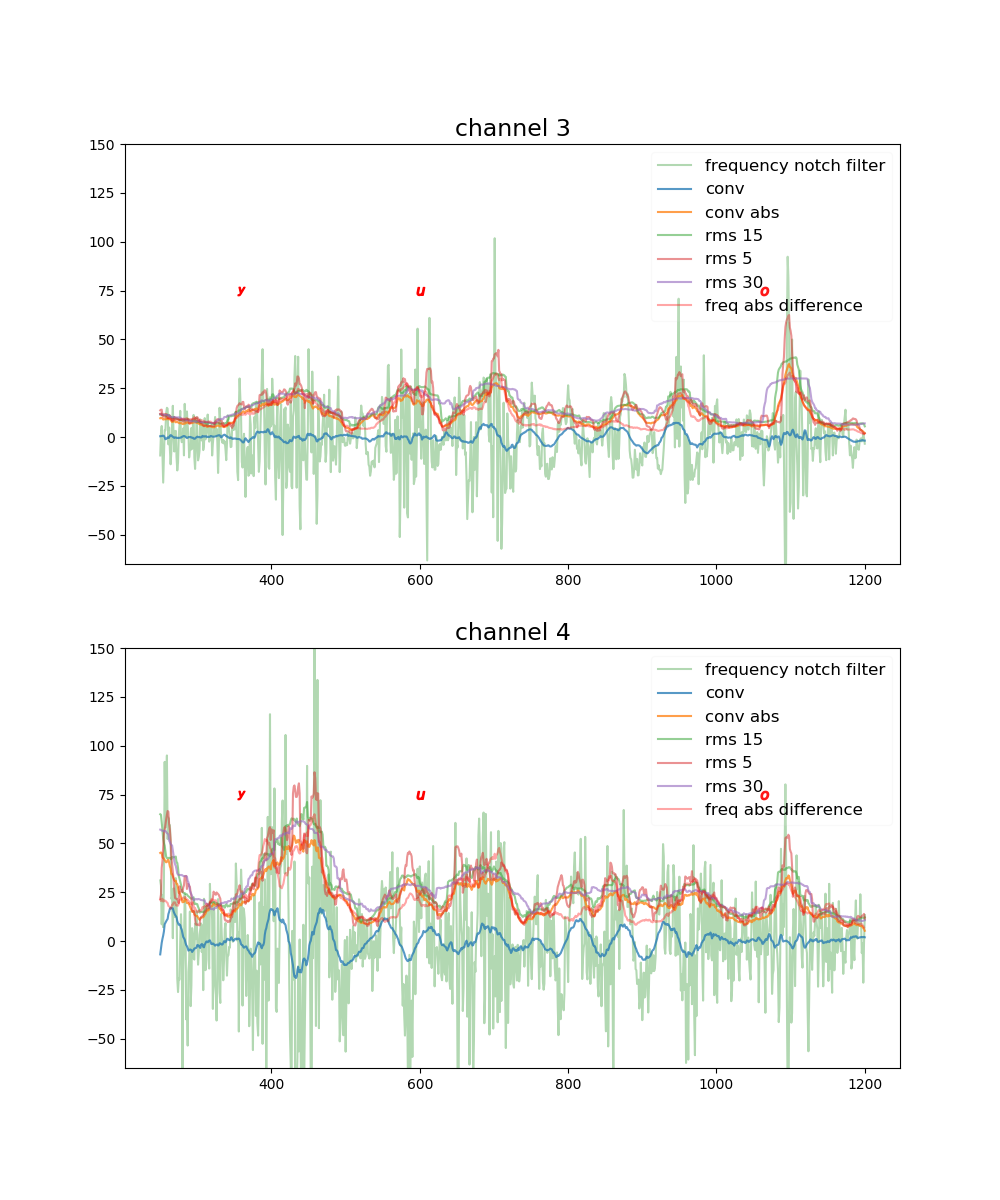 channel 3
150
125
100
75
50
25
0
−25
−50
frequency notch filter
conv
conv abs
rms 15
rms 5
rms 30
freq abs difference
y
u
o
400
600
800
1000
1200
channel 4
150
125
100
75
50
25
0
−25
−50
frequency notch filter
conv
conv abs
rms 15
rms 5
rms 30
freq abs difference
y
u
o
400
600
800
1000
1200